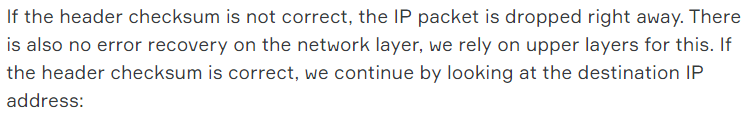 If the header checksum is not correct, the IP packet is dropped right away. There
is also no error recovery on the network layer, we rely on upper layers for this. If
the header checksum is correct, we continue by looking at the destination IP
address: